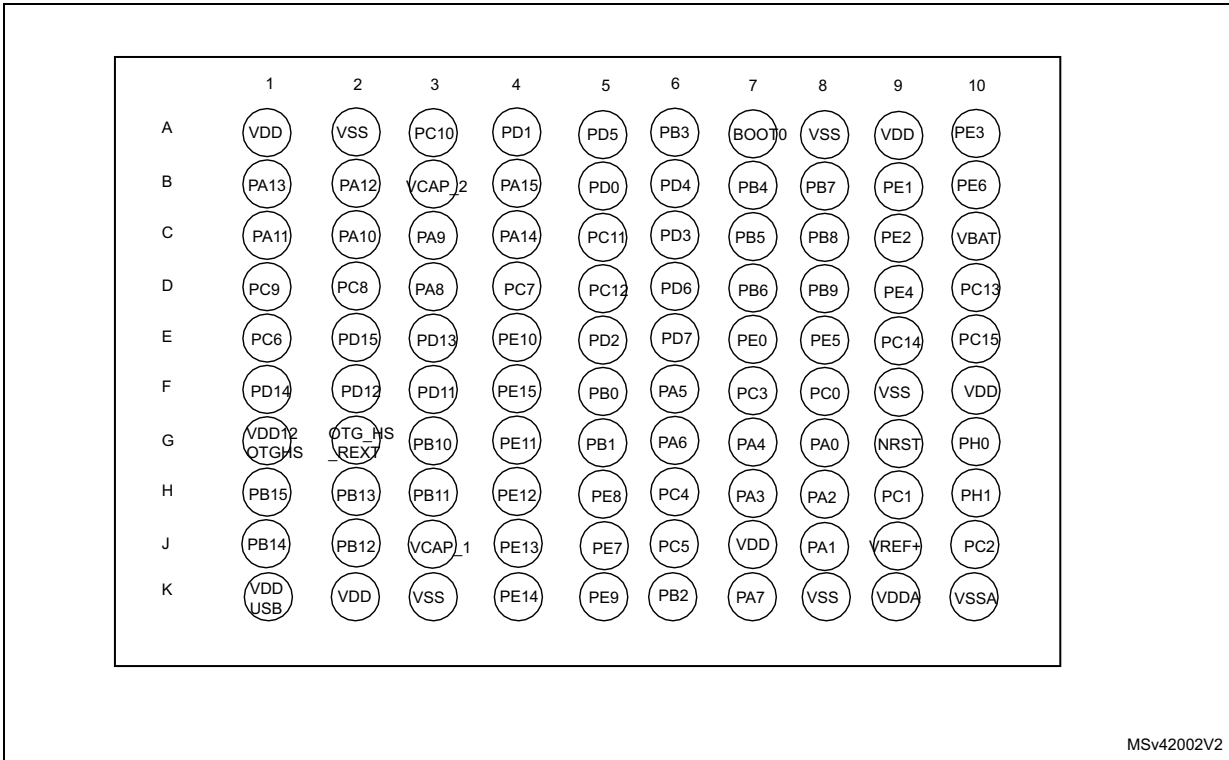 1 2 3 4 5 6 7 8 9 10
A VDD VSS PC10 PD1 PD5 PB3 BOOT0 VSS VDD PE3
B PA13 PA12 VCAP_2 PA15 PD0 PD4 PB4 PB7 PE1 PE6
C PA11 PA10 PA9 PA14 PC11 PD3 PB5 PB8 PE2 VBAT
D PC9 PC8 PA8 PC7 PC12 PD6 PB6 PB9 PE4 PC13
E PC6 PD15 PD13 PE10 PD2 PD7 PE0 PE5 PC14 PC15
F PD14 PD12 PD11 PE15 PB0 PA5 PC3 PC0 VSS VDD
G VDD12 OTG_HS PB10 PE11 PB1 PA6 PA4 PA0 NRST PH0
OTGHS _REXT
H PB15 PB13 PB11 PE12 PE8 PC4 PA3 PA2 PC1 PH1
J PB14 PB12 VCAP_1 PE13 PE7 PC5 VDD PA1 VREF+ PC2
K VDD VDD VSS PE14 PE9 PB2 PA7 VSS VDDA VSSA
USB
MSv42002V2